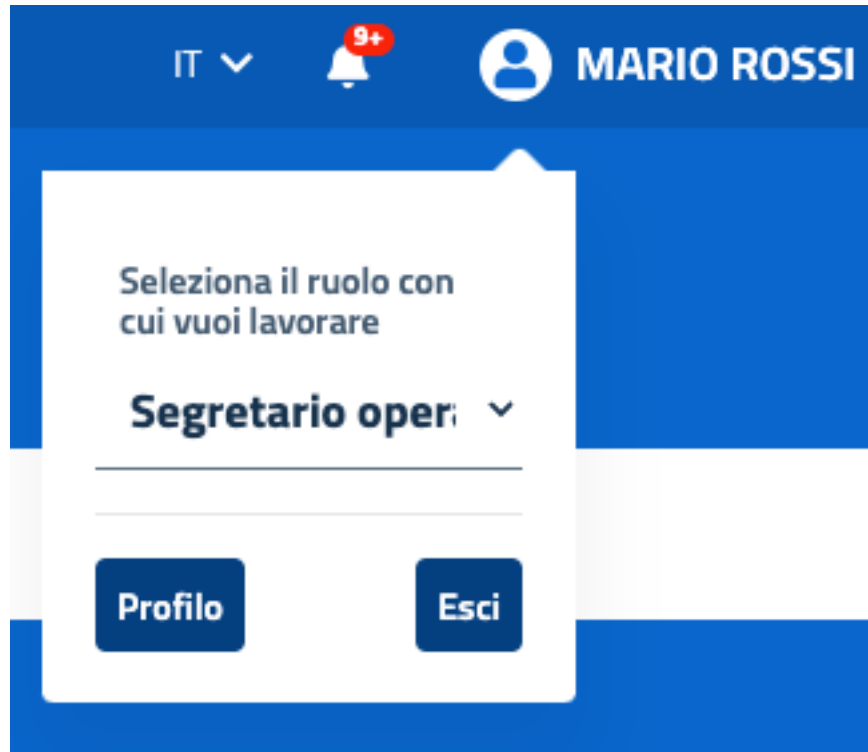 IT
9+
MARIO ROSSI
Seleziona il ruolo con
cui vuoi lavorare
Segretario oper
Profilo
Esci